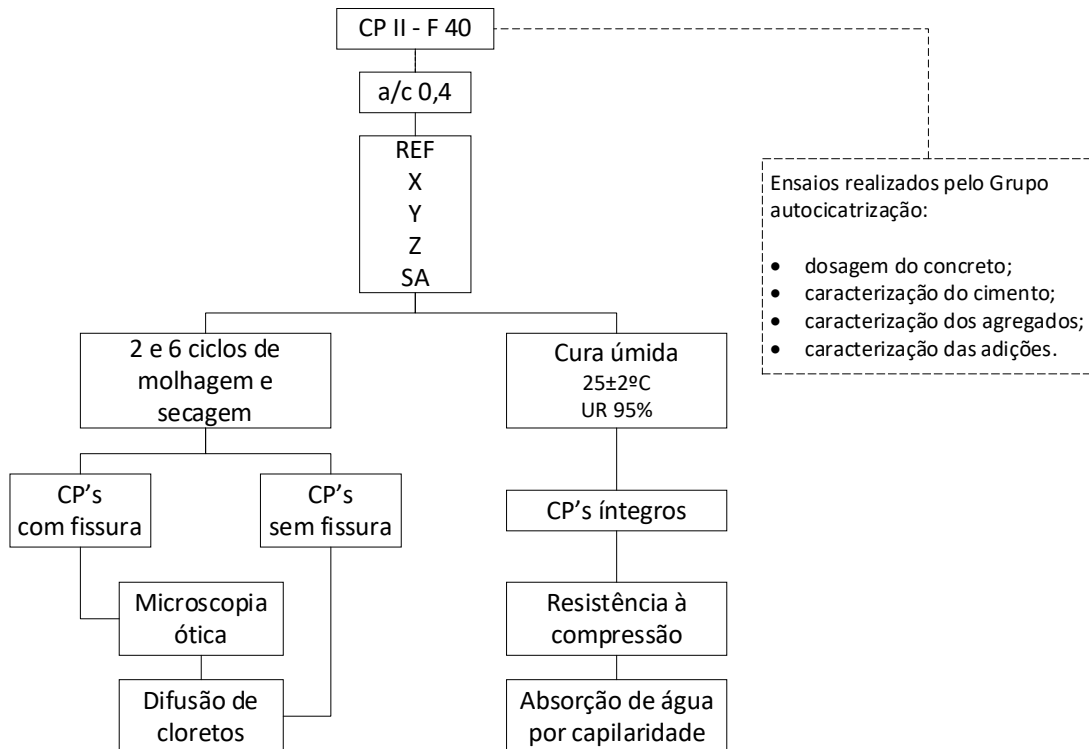 CP II - F 40
a/c 0,4
REF
X
Y
Z
SA
Ensaios realizados pelo Grupo
autocicatrização:
• dosagem do concreto;
• caracterização do cimento;
• caracterização dos agregados;
• caracterização das adições.
2 e 6 ciclos de
molhagem e
secagem
Cura úmida
25±2ºC
UR 95%
CP’s
com fissura
CP’s
sem fissura
CP’s íntegros
Microscopia
ótica
Resistência à
compressão
Difusão de
cloretos
Absorção de água
por capilaridade